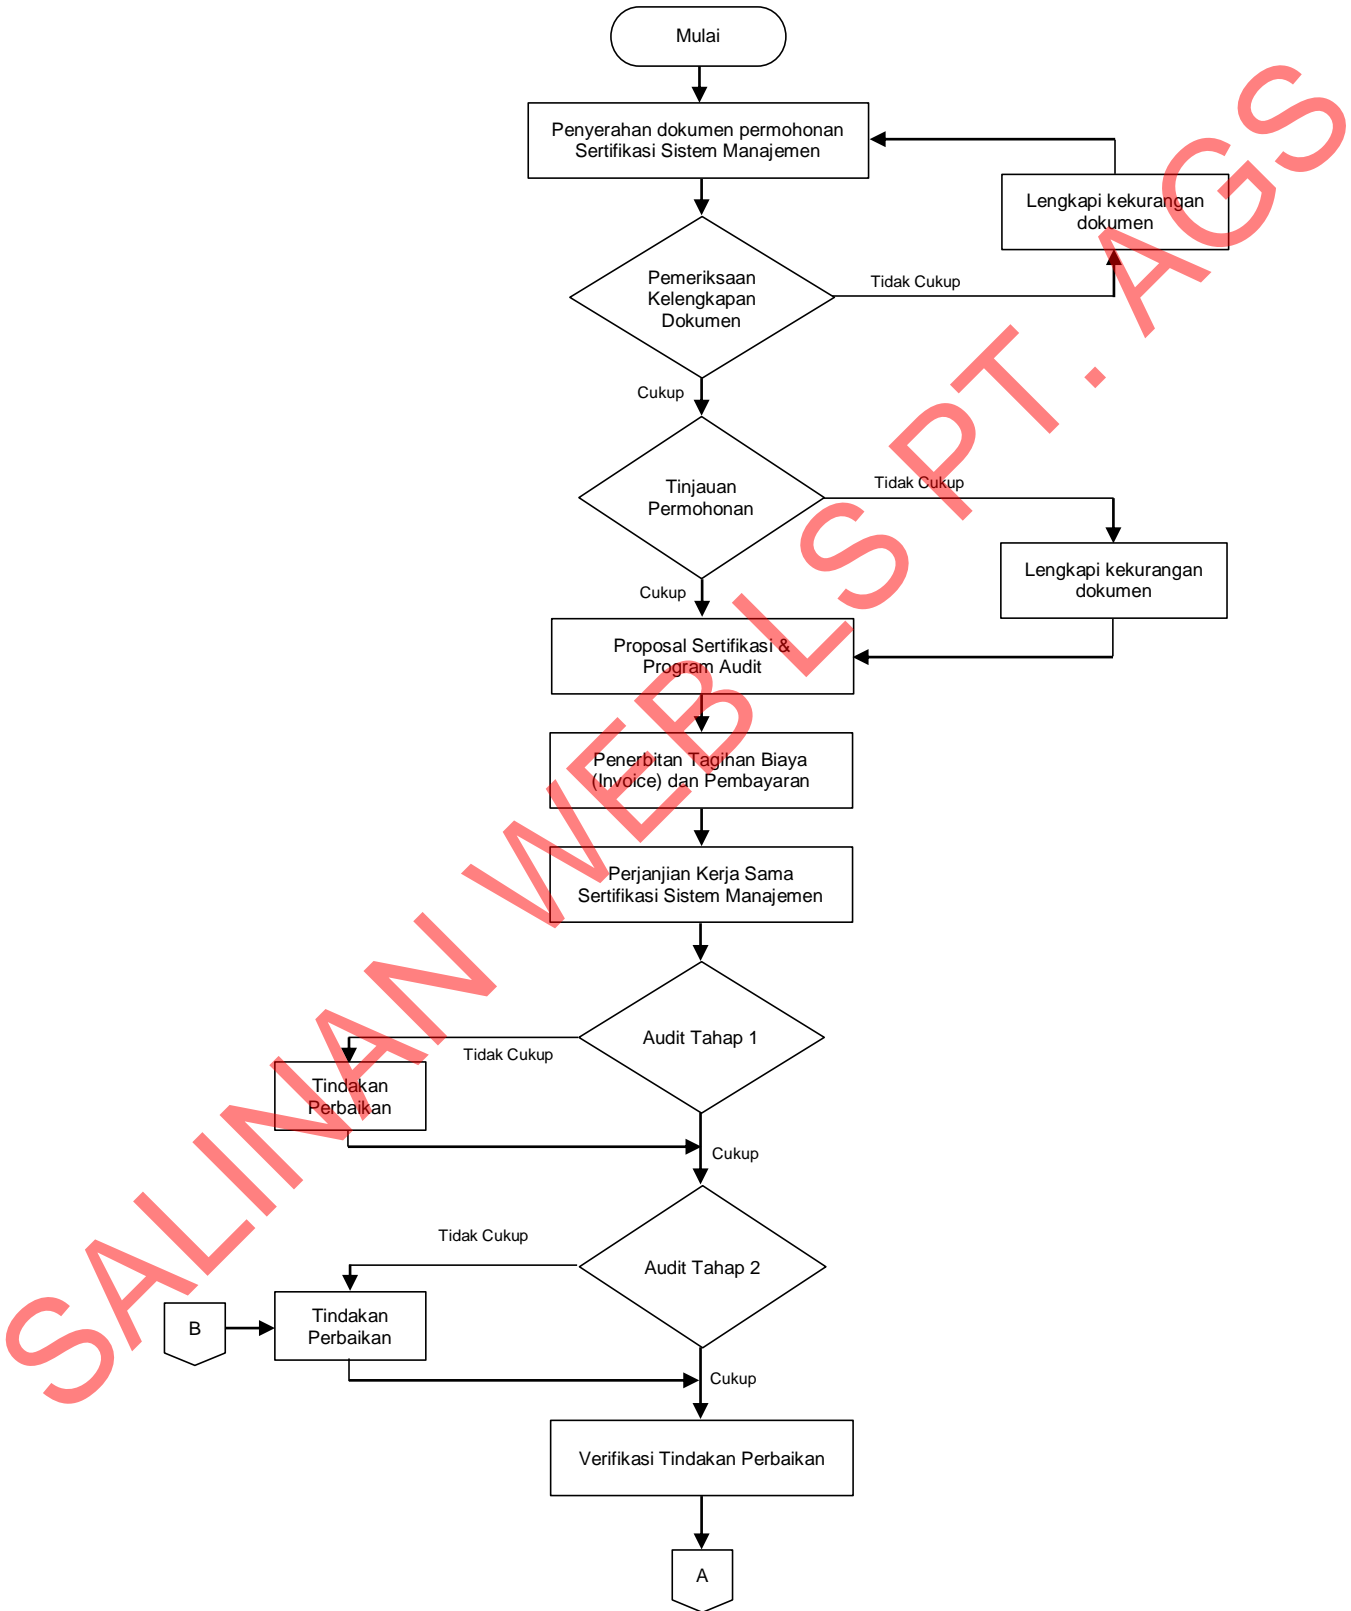 Mulai
Penyerahan dokumen permohonan
Sertifikasi Sistem Manajemen
Lengkapi kekurangan
dokumen
Pemeriksaan
Kelengkapan
Dokumen
Tidak Cukup
Cukup
Tinjauan
Permohonan
Tidak Cukup
Lengkapi kekurangan
dokumen
Cukup
Proposal Sertifikasi &
Program Audit
Penerbitan Tagihan Biaya
(Invoice) dan Pembayaran
Perjanjian Kerja Sama
Sertifikasi Sistem Manajemen
Audit Tahap 1
Tidak Cukup
Tindakan
Perbaikan
Cukup
Tidak Cukup
Audit Tahap 2
B
Tindakan
Perbaikan
Cukup
Verifikasi Tindakan Perbaikan
A
SALINAN WEB LS PT. AGS